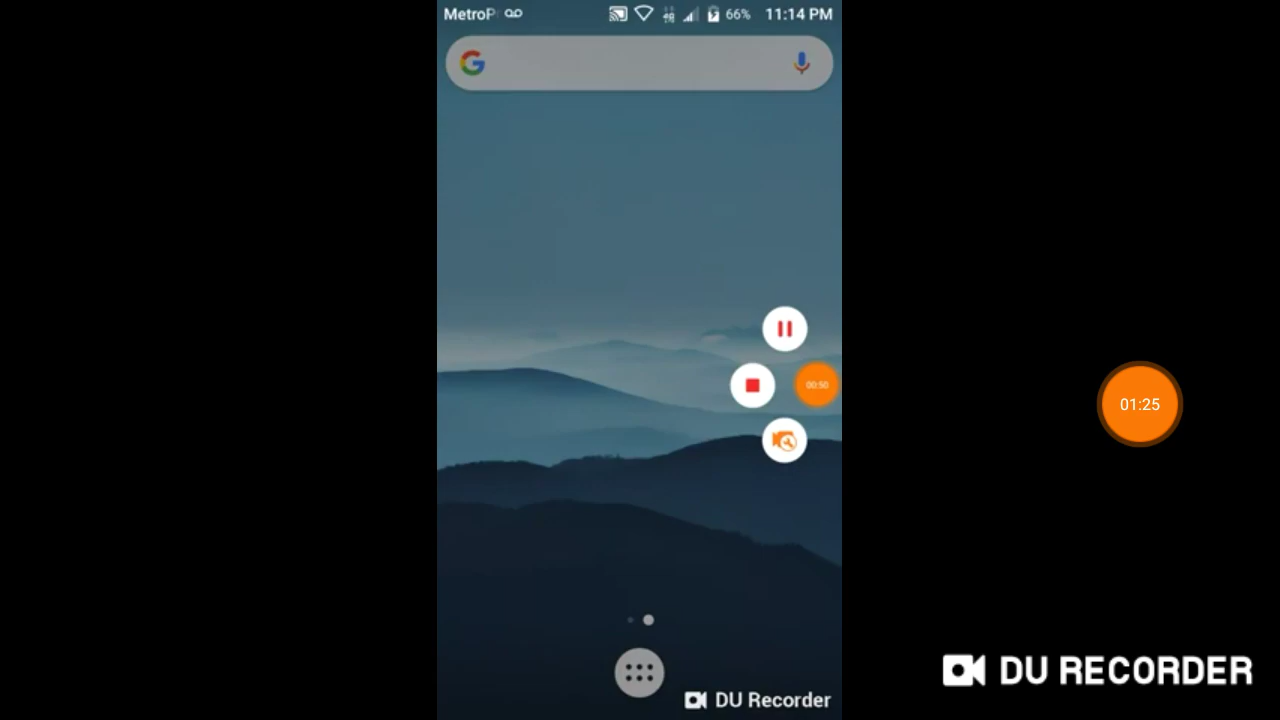 MetroP
66% 11:14 PM
00:50
01:25
DU RECORDER
DU Recorder